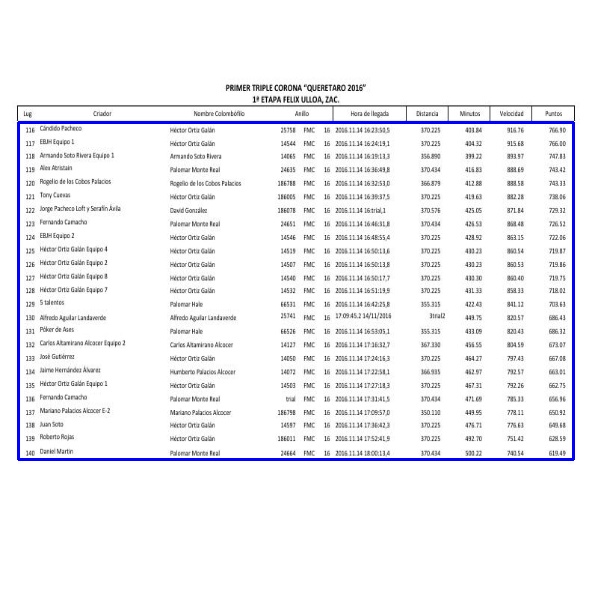 PRIMER TRIPLE CORONA "QUERETARO 2016"
1ª ETAPA FELIX ULLOA, ZAC.
Lug Criador Nombre Colombófilo Anillo Hora de llegada Distancia Minutos Velocidad Puntos
116 Cándido Pacheco Héctor Ortiz Galán 25758 FMC 16 2016.11.14 16:23:50,5 370.225 403.84 916.76 766.90
117 EBJH Equipo 1 Héctor Ortiz Galán 14544 FMC 16 2016.11.14 16:24:19,1 370.225 404.32 915.68 766.00
118 Armando Soto Rivera Equipo 1 Armando Soto Rivera 14065 FMC 16 2016.11.14 16:19:13,3 356.890 399.22 893.97 747.83
119 Alex Atristain Palomar Monte Real 24635 FMC 16 2016.11.14 16:36:49,8 370.434 416.83 888.69 743.42
120 Rogelio de los Cobos Palacios Rogelio de los Cobos Palacios 186788 FMC 16 2016.11.14 16:32:53,0 366.879 412.88 888.58 743.33
121 Tony Cuevas Héctor Ortiz Galán 186005 FMC 16 2016.11.14 16:39:37,5 370.225 419.63 882.28 738.06
122 Jorge Pacheco Loft y Serafín Ávila David González 186078 FMC 16 2016.11.14 16:trial,1 370.576 425.05 871.84 729.32
123 Fernando Camacho Palomar Monte Real 24651 FMC 16 2016.11.14 16:46:31,8 370.434 426.53 868.48 726.52
124 EBJH Equipo 2 Héctor Ortiz Galán 14546 FMC 16 2016.11.14 16:48:55,4 370.225 428.92 863.15 722.06
125 Héctor Ortiz Galán Equipo 4 Héctor Ortiz Galán 14519 FMC 16 2016.11.14 16:50:13,6 370.225 430.23 860.54 719.87
126 Héctor Ortiz Galán Equipo 2 Héctor Ortiz Galán 14507 FMC 16 2016.11.14 16:50:13,8 370.225 430.23 860.53 719.86
127 Héctor Ortiz Galán Equipo 8 Héctor Ortiz Galán 14540 FMC 16 2016.11.14 16:50:17,7 370.225 430.30 860.40 719.75
128 Héctor Ortiz Galán Equipo 7 Héctor Ortiz Galán 14532 FMC 16 2016.11.14 16:51:19,9 370.225 431.33 858.33 718.02
129 5 talentos Palomar Halo 66531 FMC 16 2016.11.14 16:42:25,8 355.315 422.43 841.12 703.63
130 Alfredo Aguilar Landaverde Alfredo Aguilar Landaverde 25741 FMC 16 17:09:45.2 14/11/2016 3trial2 449.75 820.57 686.43
131 Póker de Ases Palomar Halo 66526 FMC 16 2016.11.14 16:53:05,1 355.315 433.09 820.43 686.32
132 Carlos Altamirano Alcocer Equipo 2 Carlos Altamirano Alcocer 14127 FMC 16 2016.11.14 17:16:32,7 367.330 456.55 804.59 673.07
133 José Gutiérrez Héctor Ortiz Galán 14050 FMC 16 2016.11.14 17:24:16,3 370.225 464.27 797.43 667.08
134 Jaime Hernández Álvarez Humberto Palacios Alcocer 14072 FMC 16 2016.11.14 17:22:58,1 366.935 462.97 792.57 663.01
135 Héctor Ortiz Galán Equipo 1 Héctor Ortiz Galán 14503 FMC 16 2016.11.14 17:27:18,3 370.225 467.31 792.26 662.75
136 Fernando Camacho Palomar Monte Real trial FMC 16 2016.11.14 17:31:41,5 370.434 471.69 785.33 656.96
137 Mariano Palacios Alcocer E-2 Mariano Palacios Alcocer 186798 FMC 16 2016.11.14 17:09:57,0 350.110 449.95 778.11 650.92
138 Juan Soto Héctor Ortiz Galán 14597 FMC 16 2016.11.14 17:36:42,3 370.225 476.71 776.63 649.68
139 Roberto Rojas Héctor Ortiz Galán 186011 FMC 16 2016.11.14 17:52:41,9 370.225 492.70 751.42 628.59
140 Daniel Martin Palomar Monte Real 24664 FMC 16 2016.11.14 18:00:13,4 370.434 500.22 740.54 619.49